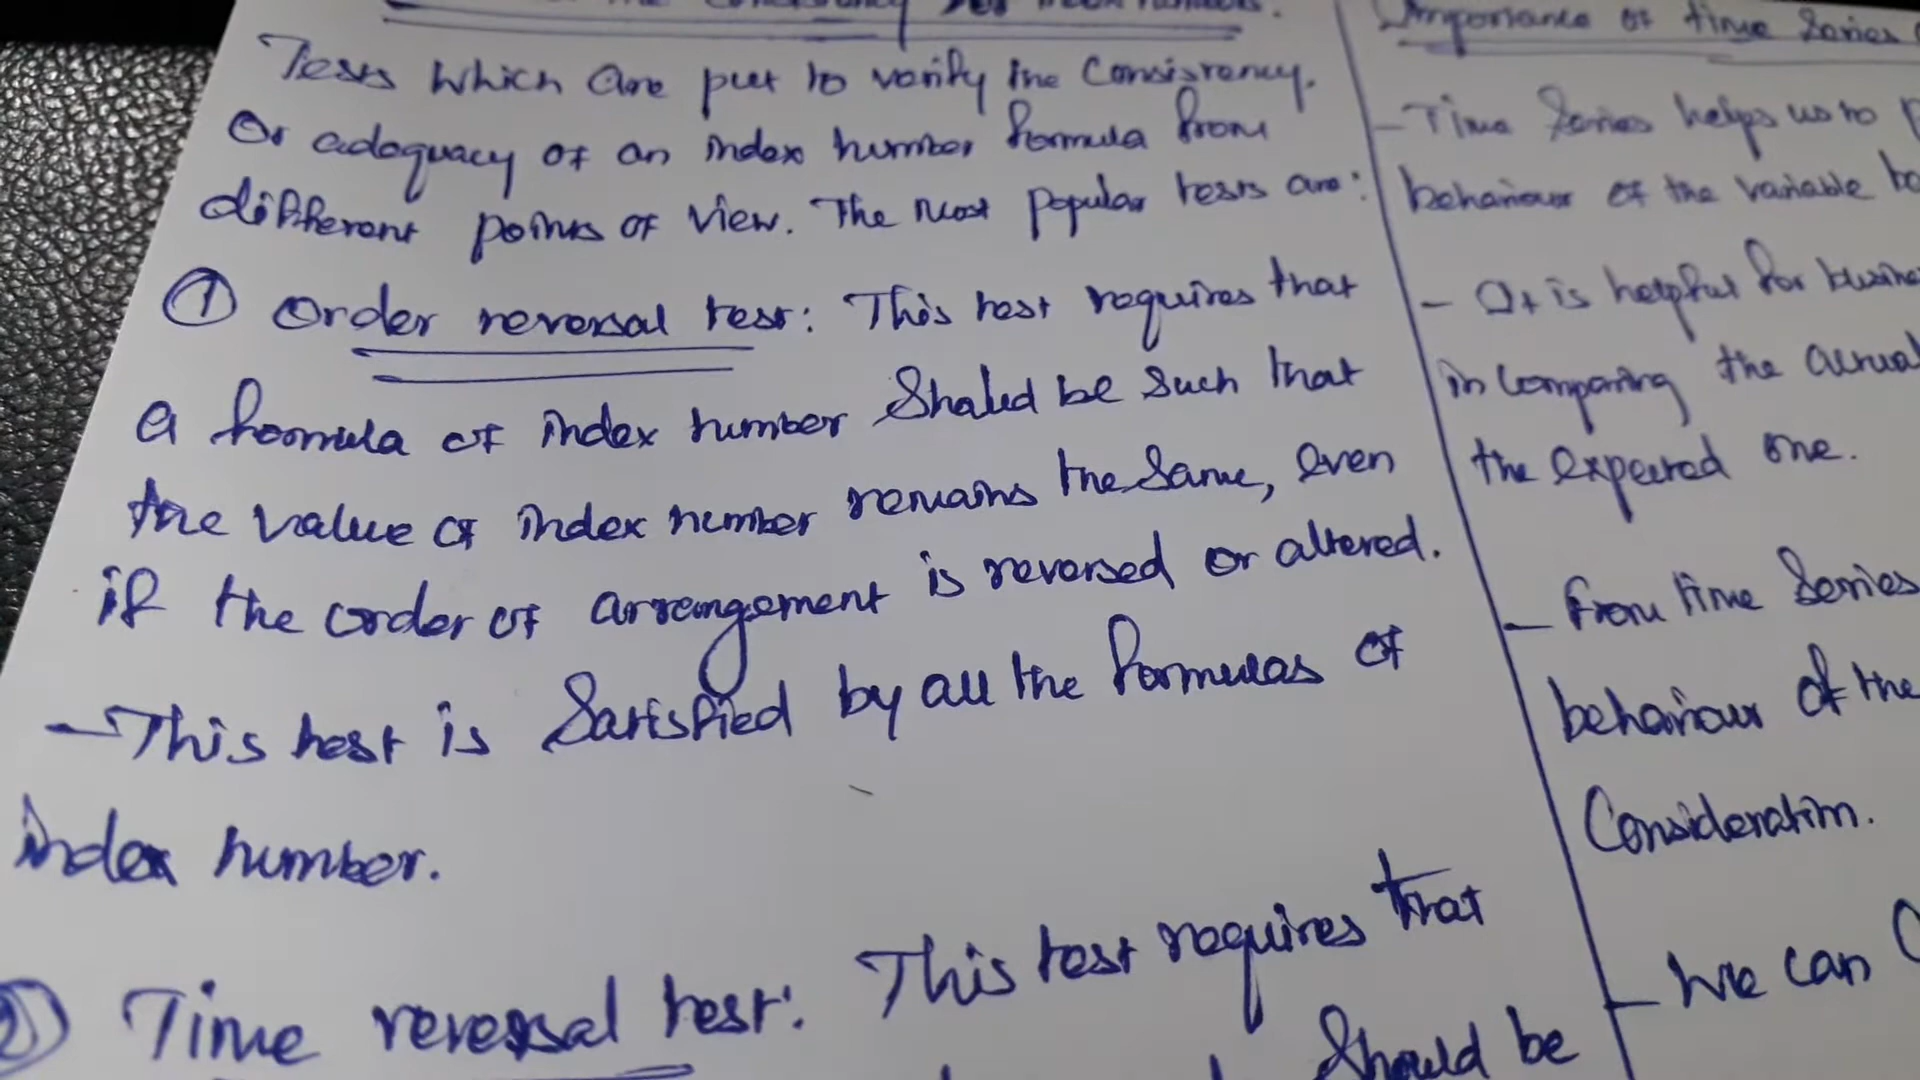 the Consistency for index numbers.
Tests which are put to verify the Consistency.
Or adequacy of an index number formula from
different points of view. The most popular tests are:
① Order reversal test: This test requires that
a formula of index number Should be such that
the value of index number remains the same, even
if the order of arrangement is reversed or altered.
- This test is Satisfied by all the formulas of
index number.
② Time reversal test: This test requires that
Should be
Importance of time Series
- Time Series helps us to
behaviour of the variable
- It is helpful for
in Comparing the actual
the expected one.
- from time Series
behaviour of the
Consideration.
- We can